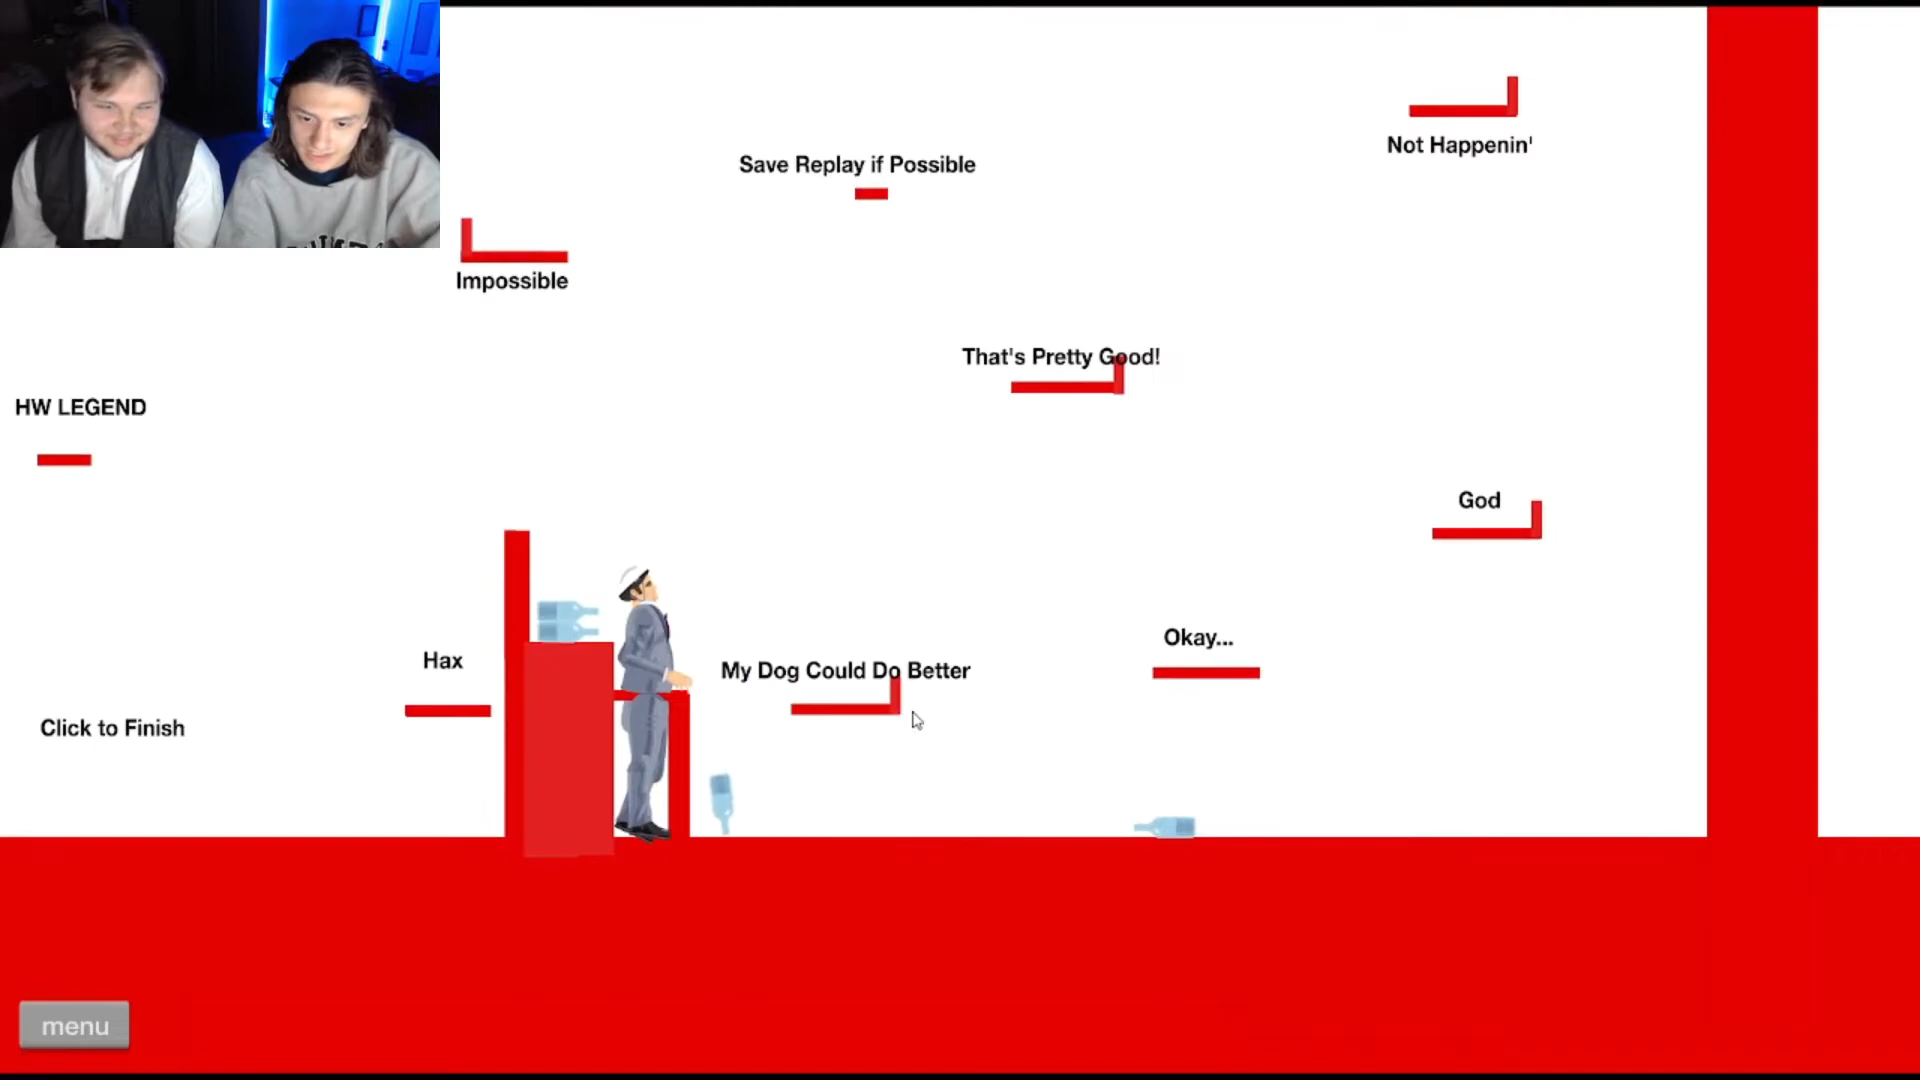 Not Happenin'
Save Replay if Possible
Impossible
That's Pretty Good!
HW LEGEND
God
Okay...
Hax
My Dog Could Do Better
Click to Finish
menu